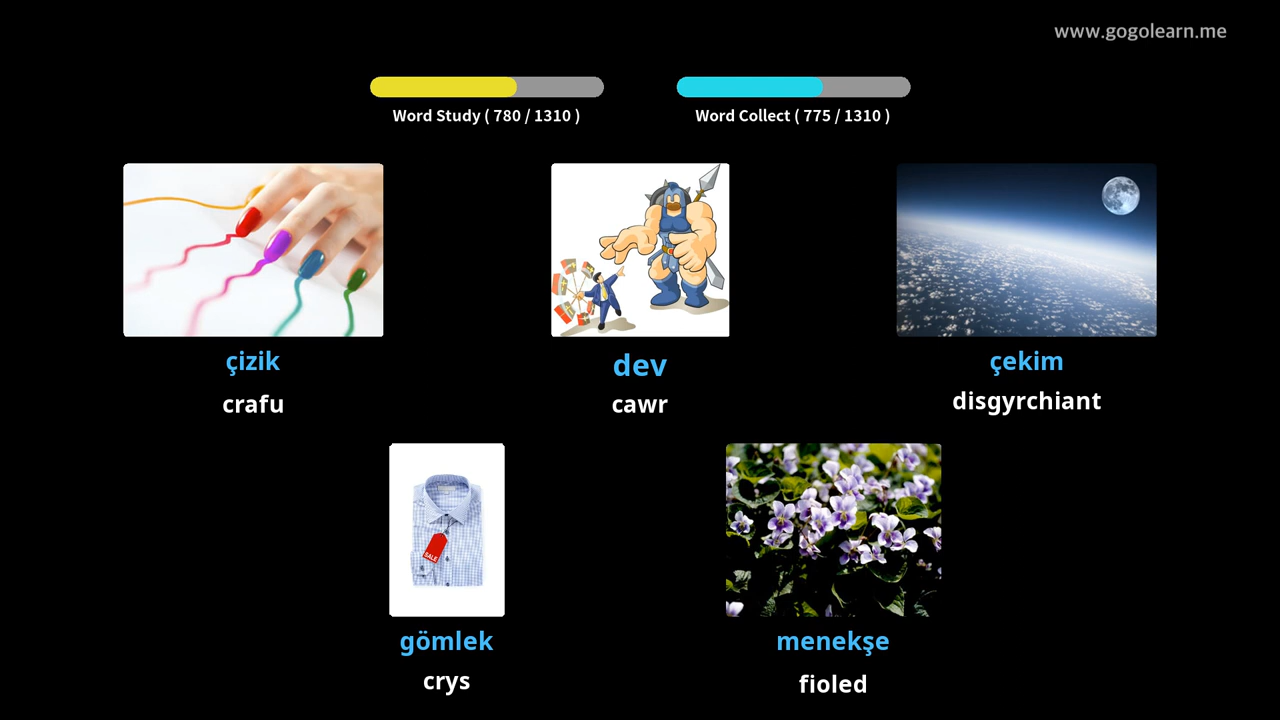 www.gogolearn.me
Word Study ( 780 / 1310 )
Word Collect ( 775 / 1310 )
çizik
dev
çekim
crafu
cawr
disgyrchiant
SALE
gömlek
menekşe
crys
fioled